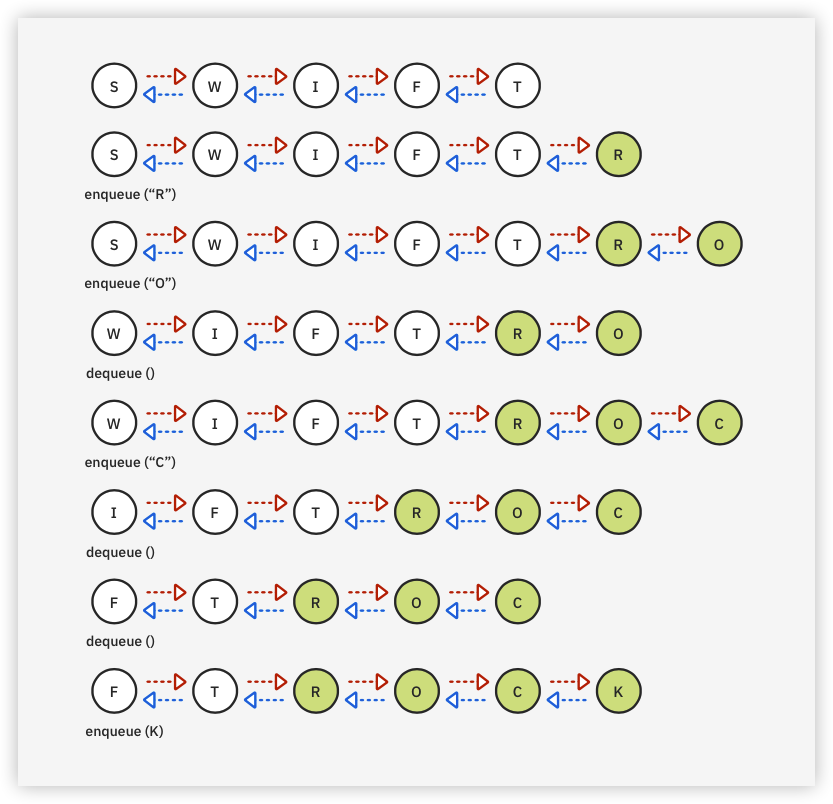 S W I F T
S W I F T R
enqueue (“R”)
S W I F T R O
enqueue (“O”)
W I F T R O
dequeue ()
W I F T R O C
enqueue (“C”)
I F T R O C
dequeue ()
F T R O C
dequeue ()
F T R O C K
enqueue (K)